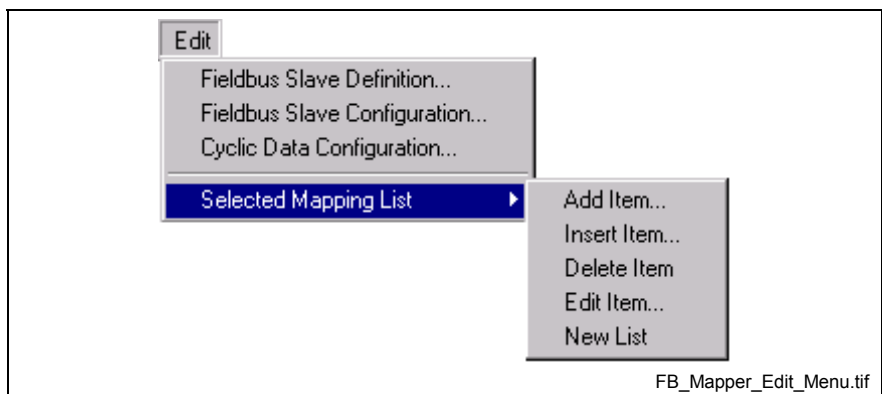 Edit
Fieldbus Slave Definition...
Fieldbus Slave Configuration...
Cyclic Data Configuration...
Selected Mapping List
Add Item...
Insert Item...
Delete Item
Edit Item...
New List
FB_Mapper_Edit_Menu.tif